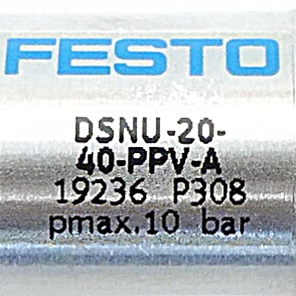 FESTO
DSNU-20-
40-PPV-A
19236 P308
pmax.10 bar